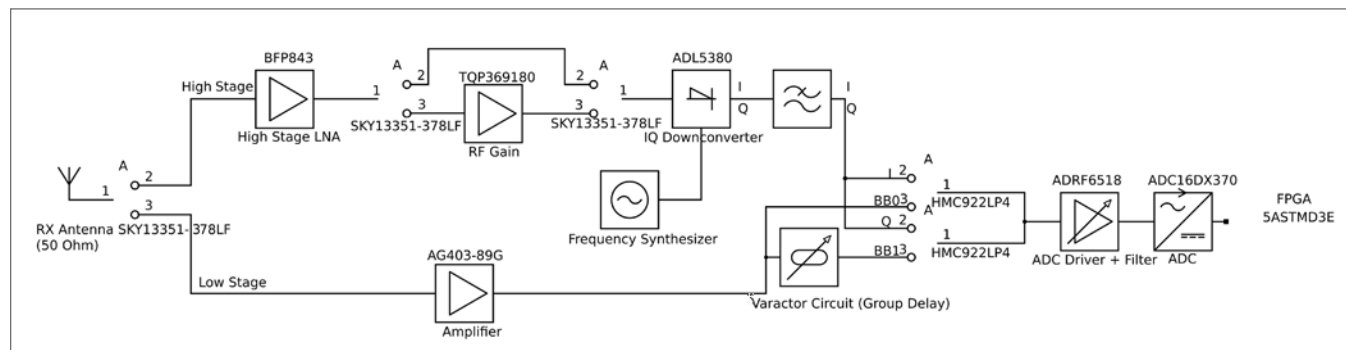 BFP843
High Stage
High Stage LNA
1
A
2
3
SKY13351-378LF
TQP369180
RF Gain
A
2
3
SKY13351-378LF
1
ADL5380
IQ Downconverter
I
Q
I
Q
Frequency Synthesizer
RX Antenna
(50 Ohm)
1
A
2
3
SKY13351-378LF
Low Stage
AG403-89G
Amplifier
Varactor Circuit (Group Delay)
A
I
2
BB0
3
1
HMC922LP4
A
Q
2
BB1
3
1
HMC922LP4
ADRF6518
ADC Driver + Filter
ADC16DX370
ADC
FPGA
5ASTMD3E